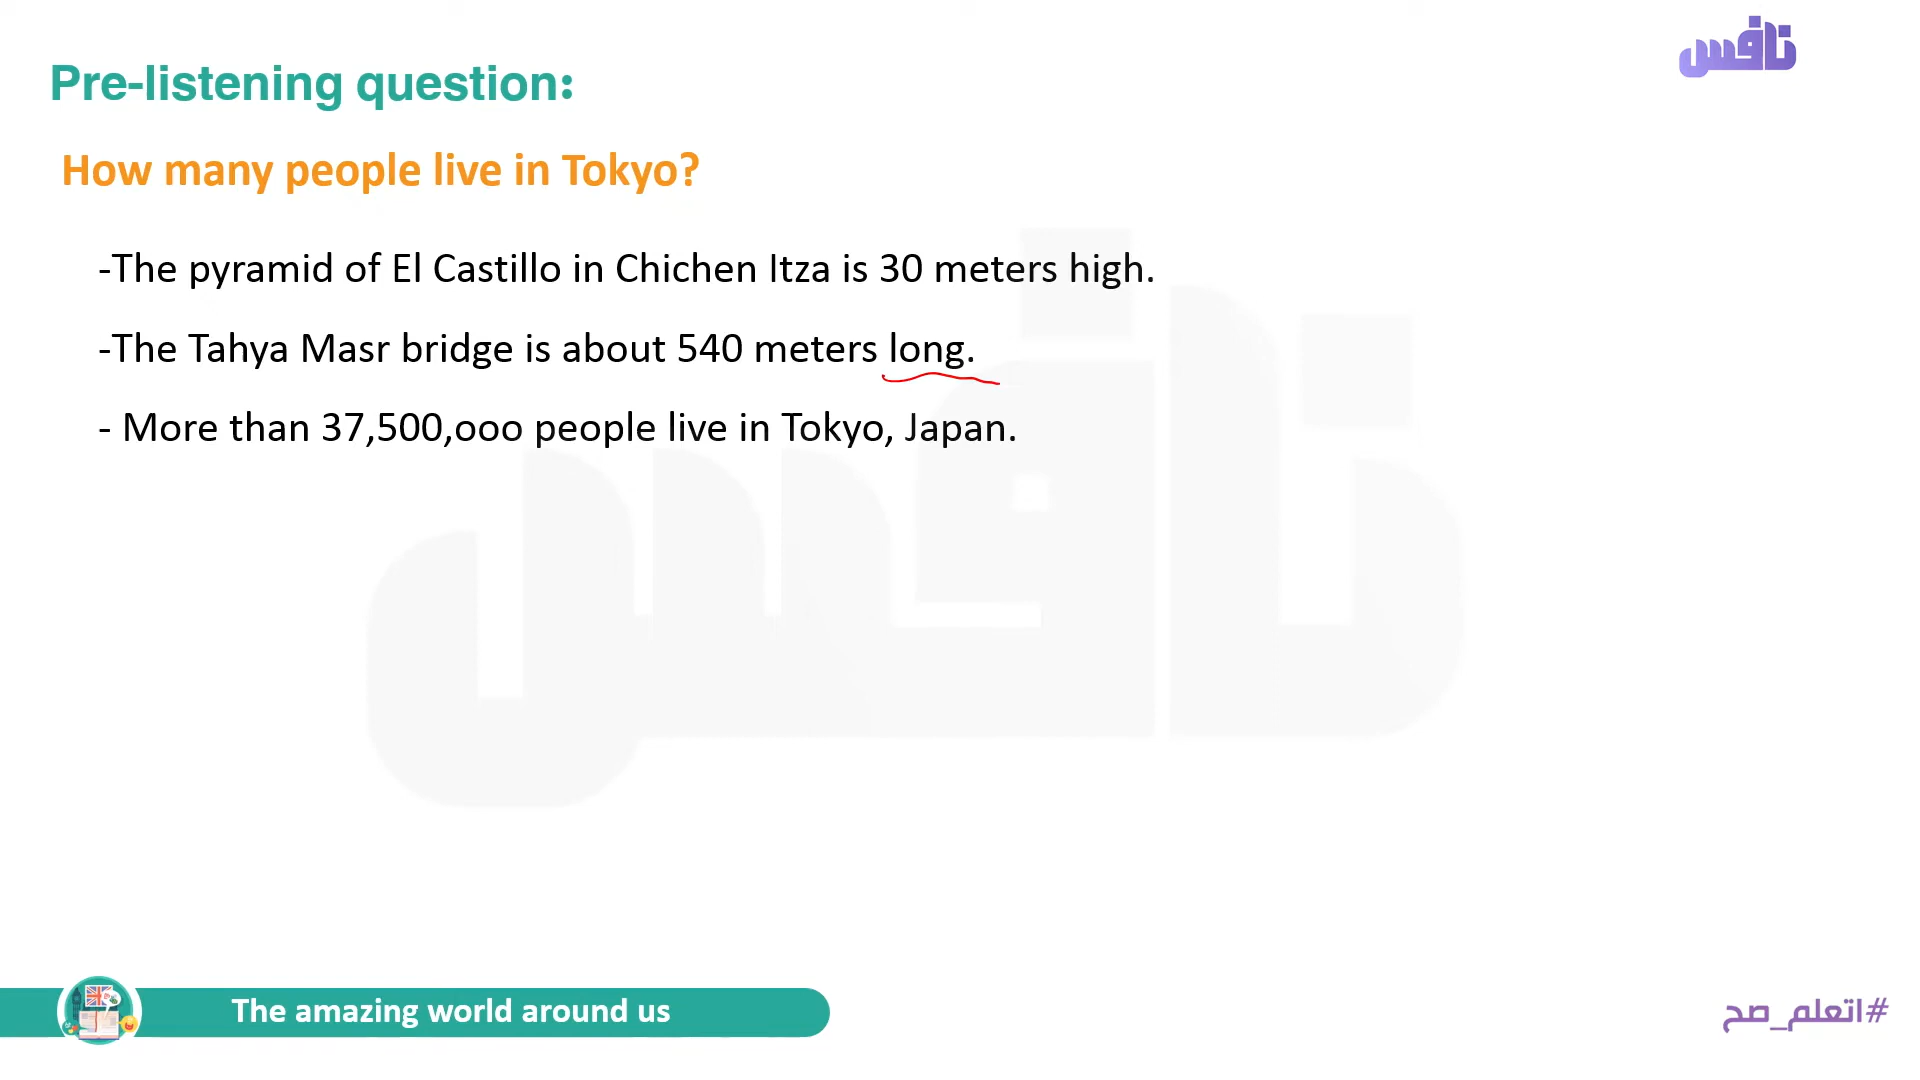 نافس
Pre-listening question:
How many people live in Tokyo?
-The pyramid of El Castillo in Chichen Itza is 30 meters high.
-The Tahya Masr bridge is about 540 meters long.
- More than 37,500,ooo people live in Tokyo, Japan.
نافس
The amazing world around us
#اتعلم_صح